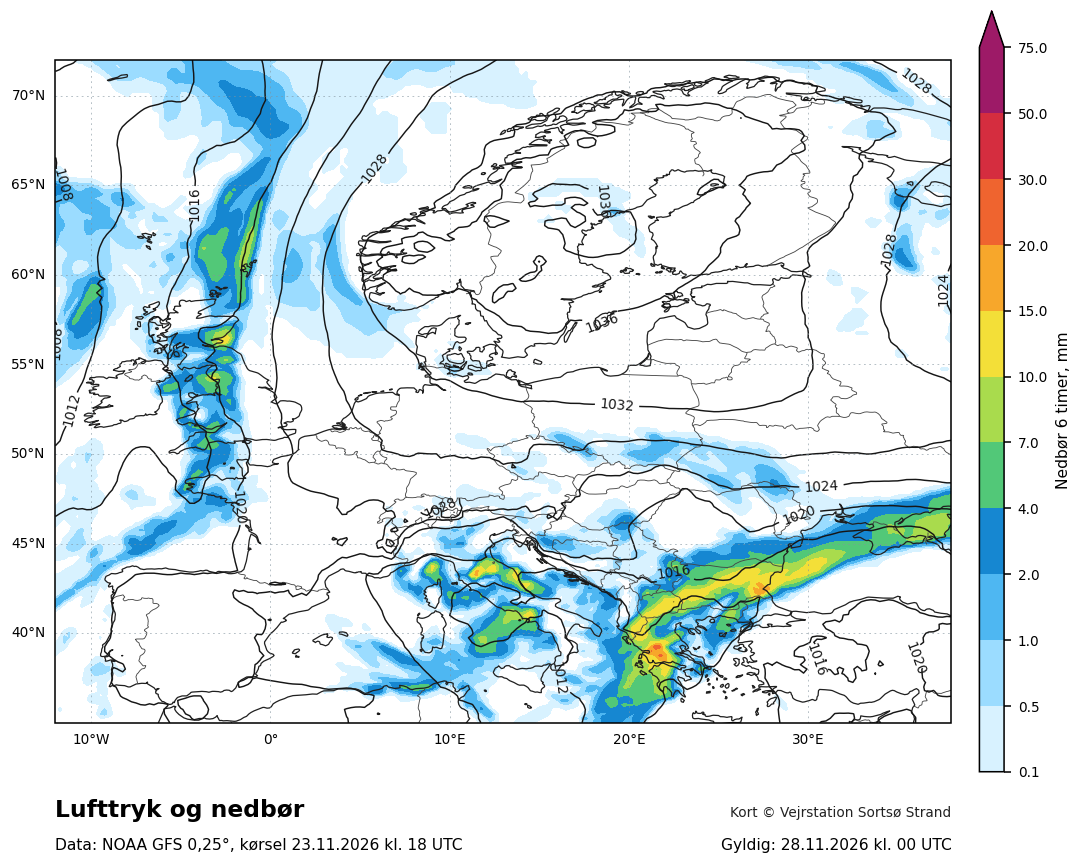 75.0
50.0
30.0
20.0
15.0
10.0
7.0
4.0
2.0
1.0
0.5
0.1
Nedbør 6 timer, mm
70°N
65°N
60°N
55°N
50°N
45°N
40°N
10°W
0°
10°E
20°E
30°E
1028
1028
1008
1016
1036
1028
1024
1008
1036
1012
1032
1024
1028
1020
1020
1016
1016
1020
1012
Lufttryk og nedbør
Kort © Vejrstation Sortsø Strand
Data: NOAA GFS 0,25°, kørsel 23.11.2026 kl. 18 UTC
Gyldig: 28.11.2026 kl. 00 UTC